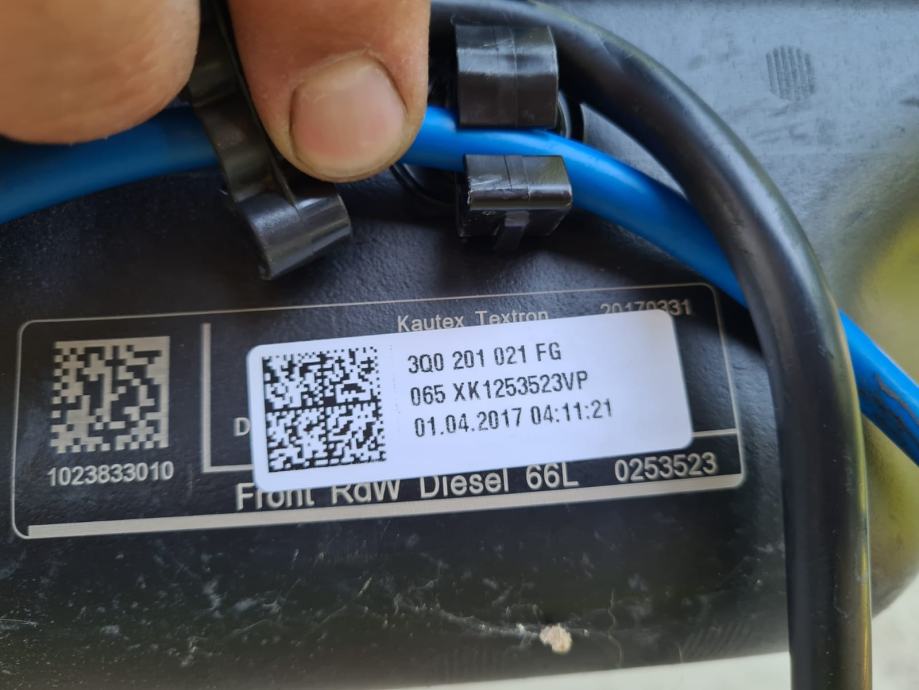 Kautex Textron 20170331
3Q0 201 021 FG
065 XK1253523VP
01.04.2017 04:11:21
D
1023833010
Front RdW Diesel 66L 0253523